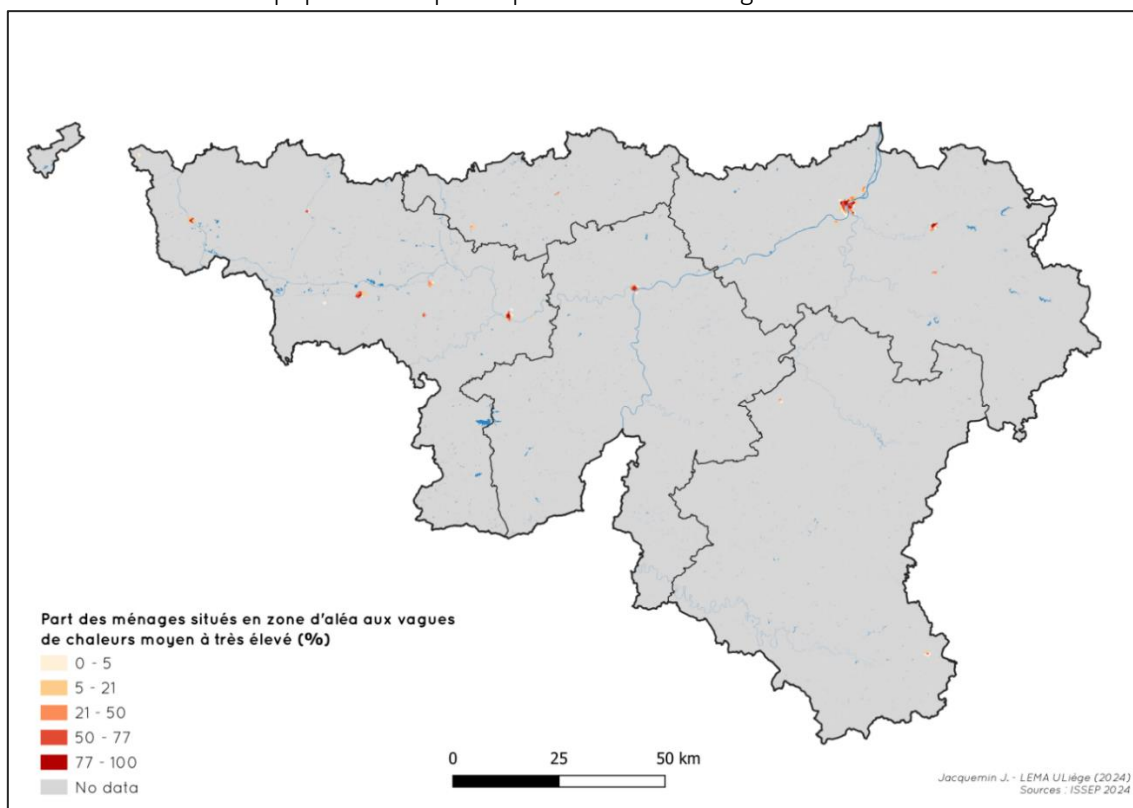 Part des ménages situés en zone d'aléa aux vagues
de chaleurs moyen à très élevé (%)
0 - 5
5 - 21
21 - 50
50 - 77
77 - 100
No data
0 25 50 km
Jacquemin J. - LEMA ULiége (2024)
Sources : ISSEP 2024